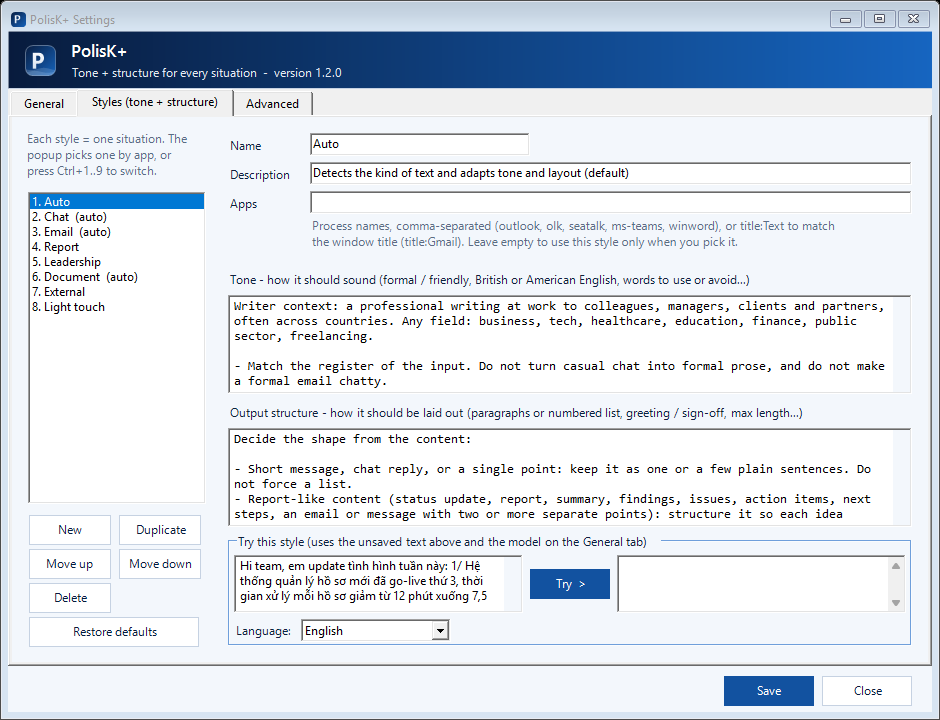 PolisK+ Settings
PolisK+
Tone + structure for every situation - version 1.2.0
General
Styles (tone + structure)
Advanced
Each style = one situation. The
popup picks one by app, or
press Ctrl+1..9 to switch.
1. Auto
2. Chat (auto)
3. Email (auto)
4. Report
5. Leadership
6. Document (auto)
7. External
8. Light touch
New
Duplicate
Move up
Move down
Delete
Restore defaults
Name
Auto
Description
Detects the kind of text and adapts tone and layout (default)
Apps
Process names, comma-separated (outlook, olk, seatalk, ms-teams, winword), or title:Text to match
the window title (title:Gmail). Leave empty to use this style only when you pick it.
Tone - how it should sound (formal / friendly, British or American English, words to use or avoid...)
Writer context: a professional writing at work to colleagues, managers, clients and partners,
often across countries. Any field: business, tech, healthcare, education, finance, public
sector, freelancing.
- Match the register of the input. Do not turn casual chat into formal prose, and do not make
a formal email chatty.
Output structure - how it should be laid out (paragraphs or numbered list, greeting / sign-off, max length...)
Decide the shape from the content:
- Short message, chat reply, or a single point: keep it as one or a few plain sentences. Do
not force a list.
- Report-like content (status update, report, summary, findings, issues, action items, next
steps, an email or message with two or more separate points): structure it so each idea
Try this style (uses the unsaved text above and the model on the General tab)
Hi team, em update tình hình tuần này: 1/ Hệ
thống quản lý hồ sơ mới đã go-live thứ 3, thời
gian xử lý mỗi hồ sơ giảm từ 12 phút xuống 7,5
Try >
Language:
English
Save
Close